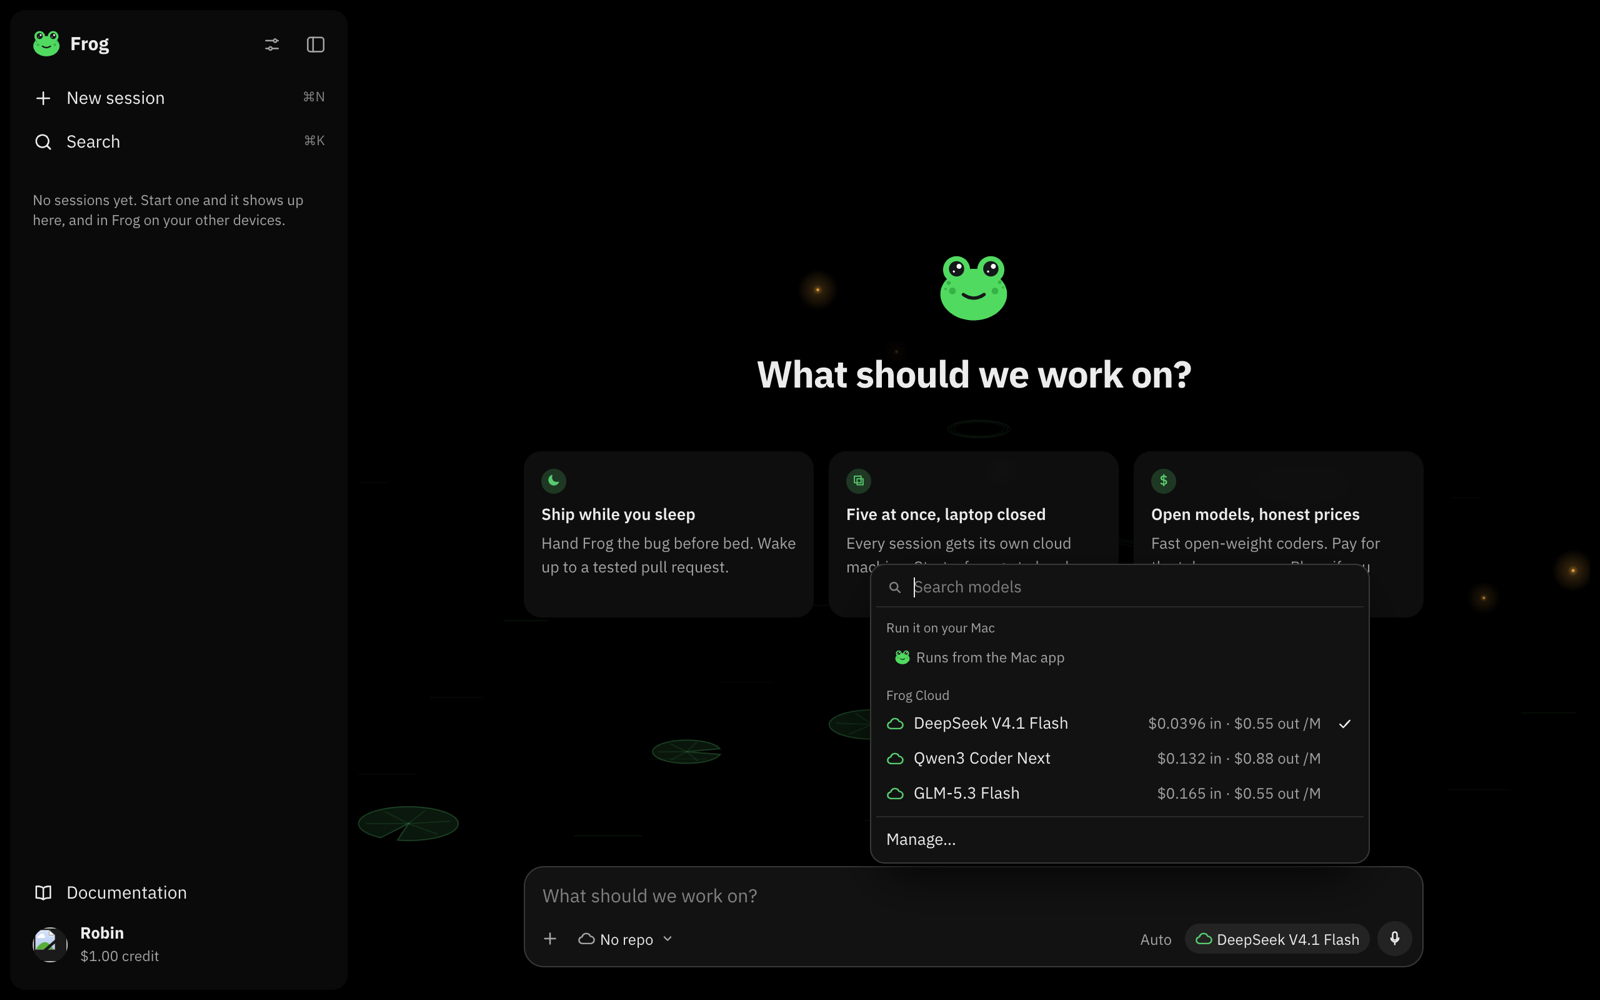 Frog
New session ⌘N
Search ⌘K
No sessions yet. Start one and it shows up
here, and in Frog on your other devices.
What should we work on?
Ship while you sleep
Hand Frog the bug before bed. Wake
up to a tested pull request.
Five at once, laptop closed
Every session gets its own cloud
Open models, honest prices
Fast open-weight coders. Pay for
Search models
Run it on your Mac
Runs from the Mac app
Frog Cloud
DeepSeek V4.1 Flash $0.0396 in · $0.55 out /M
Qwen3 Coder Next $0.132 in · $0.88 out /M
GLM-5.3 Flash $0.165 in · $0.55 out /M
Manage...
What should we work on?
No repo
Auto
DeepSeek V4.1 Flash
Documentation
Robin
$1.00 credit